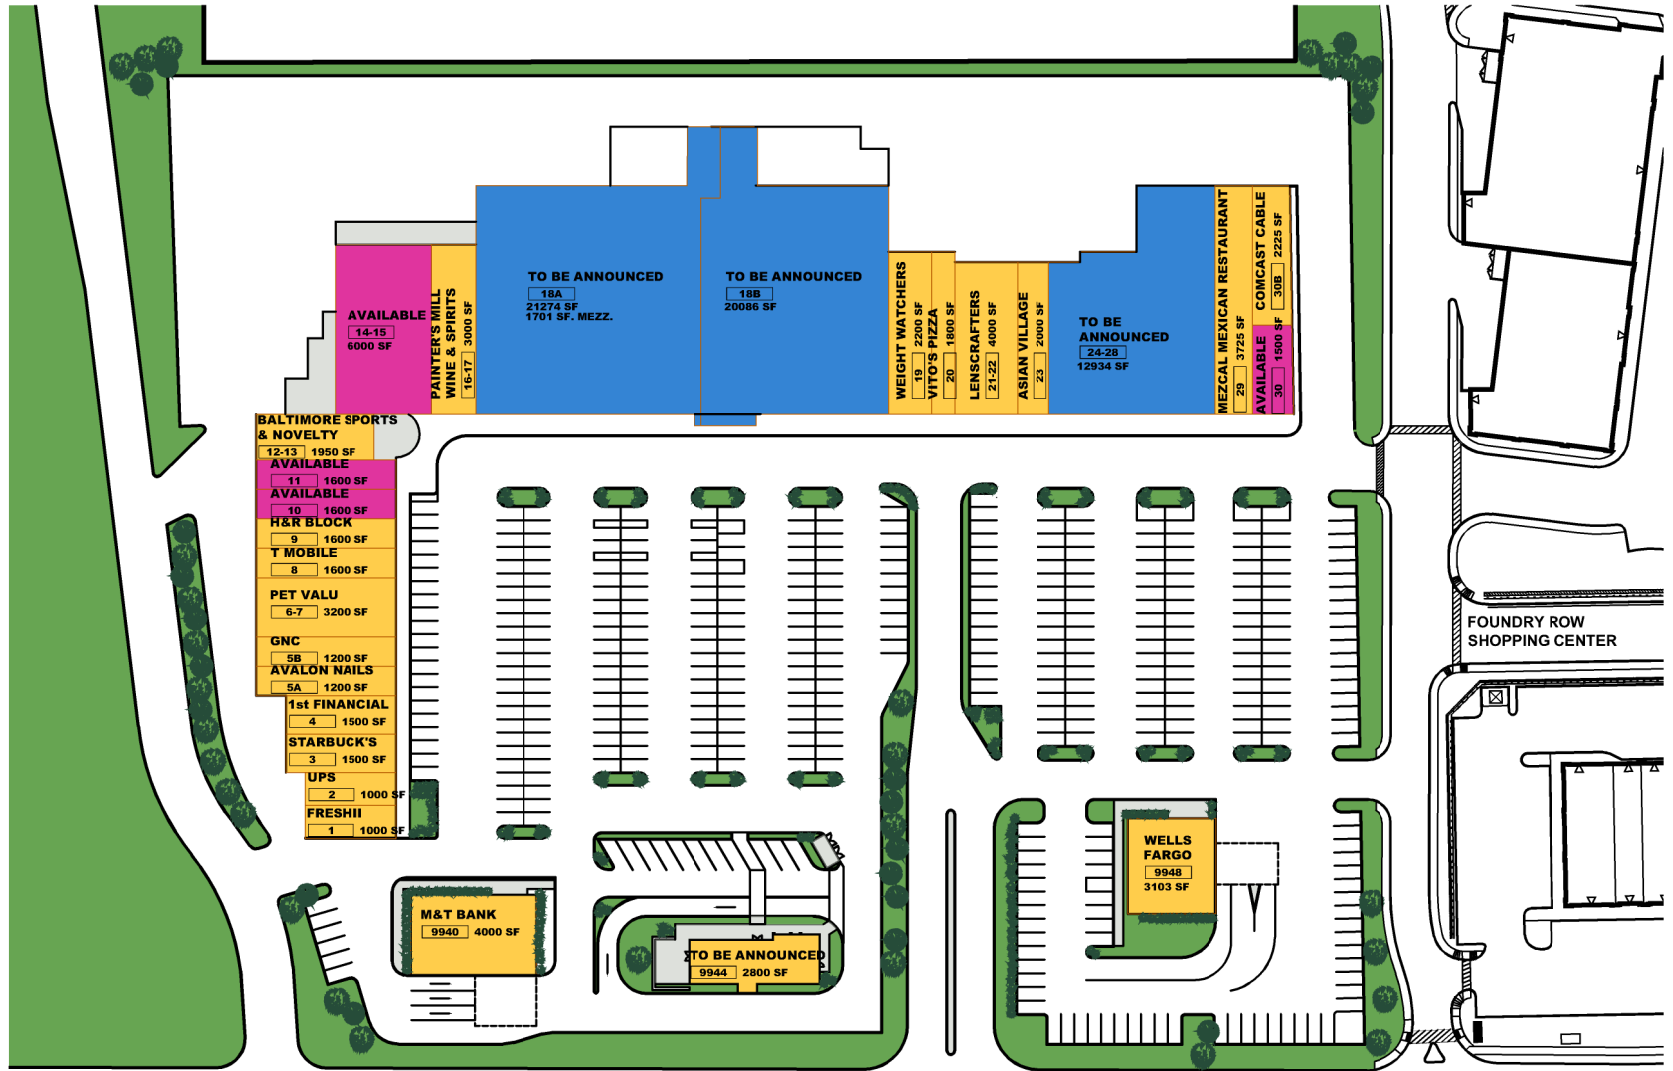 TO BE ANNOUNCED
18A
21274 SF
1701 SF. MEZZ.
TO BE ANNOUNCED
18B
20086 SF
AVAILABLE
14-15
6000 SF
PAINTER'S MILL
WINE & SPIRITS
16-17 3000 SF
WEIGHT WATCHERS
19 2200 SF
VITO'S PIZZA
20 1800 SF
LENSCRAFTERS
21-22 4000 SF
ASIAN VILLAGE
23 2000 SF
TO BE
ANNOUNCED
24-28
12934 SF
MEZCAL MEXICAN RESTAURANT
29 3725 SF
COMCAST CABLE
30B 2225 SF
AVAILABLE
30 1500 SF
BALTIMORE SPORTS
& NOVELTY
12-13 1950 SF
AVAILABLE
11 1600 SF
AVAILABLE
10 1600 SF
H&R BLOCK
9 1600 SF
T MOBILE
8 1600 SF
PET VALU
6-7 3200 SF
GNC
5B 1200 SF
AVALON NAILS
5A 1200 SF
1st FINANCIAL
4 1500 SF
STARBUCK'S
3 1500 SF
UPS
2 1000 SF
FRESHII
1 1000 SF
FOUNDRY ROW
SHOPPING CENTER
WELLS
FARGO
9948
3103 SF
M&T BANK
9940 4000 SF
TO BE ANNOUNCED
9944 2800 SF